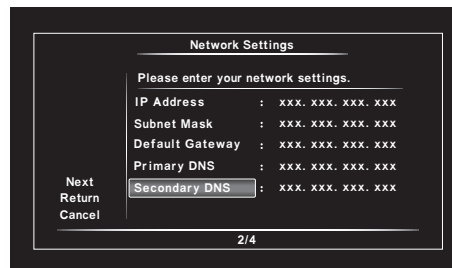 Network Settings
Please enter your network settings.
IP Address : xxx. xxx. xxx. xxx
Subnet Mask : xxx. xxx. xxx. xxx
Default Gateway : xxx. xxx. xxx. xxx
Primary DNS : xxx. xxx. xxx. xxx
Secondary DNS : xxx. xxx. xxx. xxx
Next
Return
Cancel
2/4